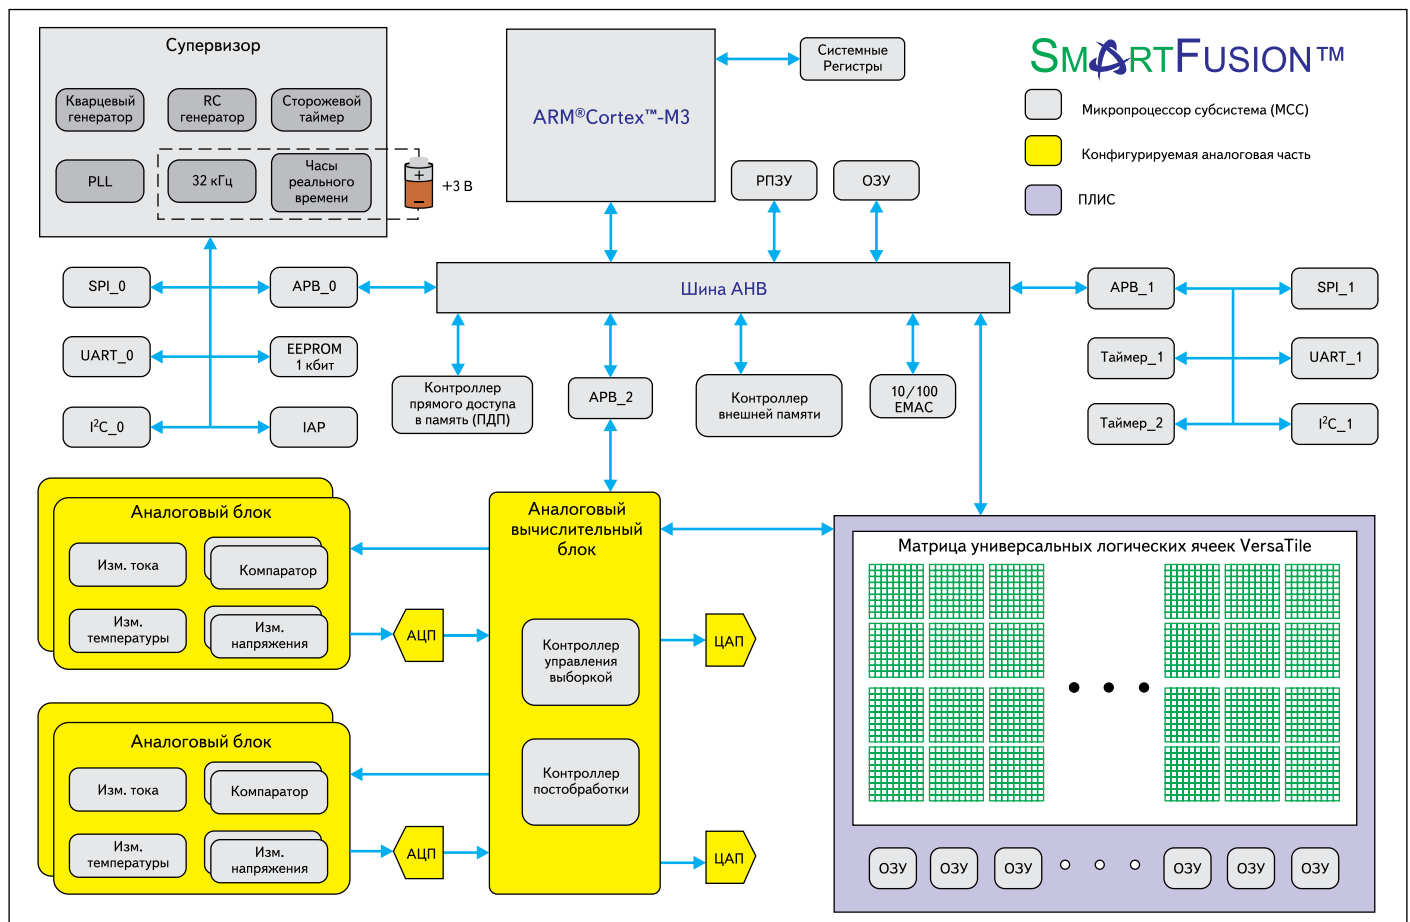 Супервизор
Кварцевый
генератор
RC
генератор
Сторожевой
таймер
PLL
32 кГц
Часы
реального
времени
+
−
+3 В
ARM®Cortex™-M3
Системные
Регистры
SMARTFUSION™
Микропроцессор субсистема (МСС)
Конфигурируемая аналоговая часть
ПЛИС
РПЗУ
ОЗУ
Шина AHB
SPI_0
APB_0
UART_0
EEPROM
1 кбит
I²C_0
IAP
Контроллер
прямого доступа
в память (ПДП)
APB_2
Контроллер
внешней памяти
10/100
EMAC
APB_1
SPI_1
Таймер_1
UART_1
Таймер_2
I²C_1
Аналоговый блок
Изм. тока
Компаратор
Изм.
температуры
Изм.
напряжения
АЦП
Аналоговый
вычислительный
блок
Контроллер
управления
выборкой
Контроллер
постобработки
ЦАП
Аналоговый блок
Изм. тока
Компаратор
Изм.
температуры
Изм.
напряжения
АЦП
ЦАП
Матрица универсальных логических ячеек VersaTile
ОЗУ
ОЗУ
ОЗУ
ОЗУ
ОЗУ
ОЗУ